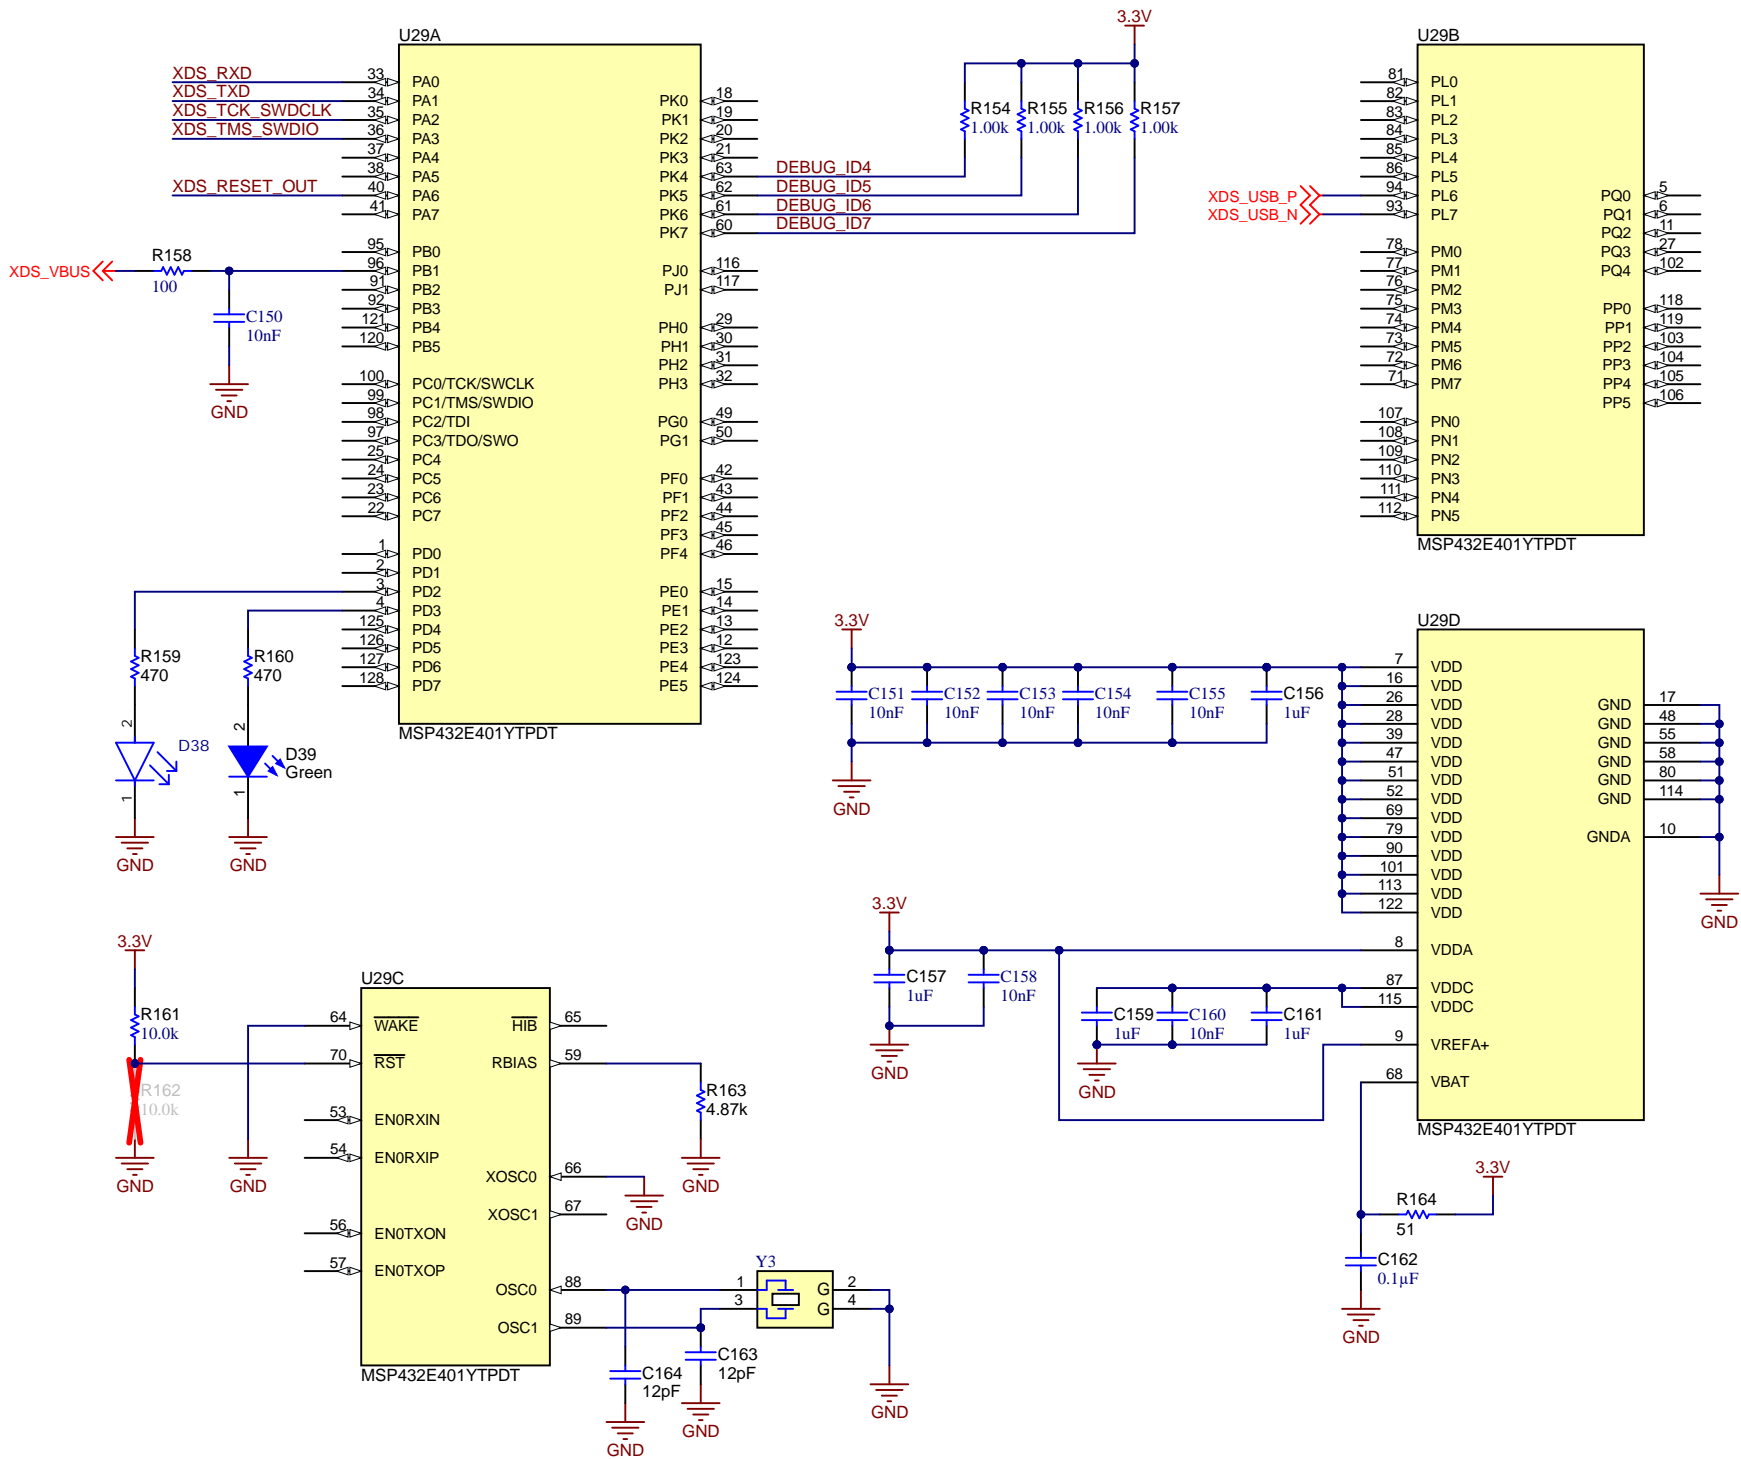 U29A
XDS_RXD 33 PA0
XDS_TXD 34 PA1
XDS_TCK_SWDCLK 35 PA2
XDS_TMS_SWDIO 36 PA3
37 PA4
38 PA5
XDS_RESET_OUT 40 PA6
41 PA7
95 PB0
96 PB1
91 PB2
92 PB3
121 PB4
120 PB5
100 PC0/TCK/SWCLK
99 PC1/TMS/SWDIO
98 PC2/TDI
97 PC3/TDO/SWO
25 PC4
24 PC5
23 PC6
22 PC7
1 PD0
2 PD1
3 PD2
4 PD3
125 PD4
126 PD5
127 PD6
128 PD7
PK0 18
PK1 19
PK2 20
PK3 21
PK4 63 DEBUG_ID4
PK5 62 DEBUG_ID5
PK6 61 DEBUG_ID6
PK7 60 DEBUG_ID7
PJ0 116
PJ1 117
PH0 29
PH1 30
PH2 31
PH3 32
PG0 49
PG1 50
PF0 42
PF1 43
PF2 44
PF3 45
PF4 46
PE0 15
PE1 14
PE2 13
PE3 12
PE4 123
PE5 124
MSP432E401YTPDT
3.3V
R154 R155 R156 R157
1.00k 1.00k 1.00k 1.00k
XDS_VBUS
R158
100
C150
10nF
GND
R159
470
R160
470
2
D38
1
GND
2
D39
Green
1
GND
U29B
81 PL0
82 PL1
83 PL2
84 PL3
85 PL4
86 PL5
XDS_USB_P 94 PL6
XDS_USB_N 93 PL7
78 PM0
77 PM1
76 PM2
75 PM3
74 PM4
73 PM5
72 PM6
71 PM7
107 PN0
108 PN1
109 PN2
110 PN3
111 PN4
112 PN5
PQ0 5
PQ1 6
PQ2 11
PQ3 27
PQ4 102
PP0 118
PP1 119
PP2 103
PP3 104
PP4 105
PP5 106
MSP432E401YTPDT
3.3V
C151 C152 C153 C154 C155 C156
10nF 10nF 10nF 10nF 10nF 1uF
GND
U29D
7 VDD
16 VDD
26 VDD
28 VDD
39 VDD
47 VDD
51 VDD
52 VDD
69 VDD
79 VDD
90 VDD
101 VDD
113 VDD
122 VDD
8 VDDA
87 VDDC
115 VDDC
9 VREFA+
68 VBAT
GND 17
GND 48
GND 55
GND 58
GND 80
GND 114
GNDA 10
GND
MSP432E401YTPDT
3.3V
C157 C158
1uF 10nF
GND
C159 C160 C161
1uF 10nF 1uF
GND
3.3V
R164
51
C162
0.1µF
GND
3.3V
R161
10.0k
R162
10.0k
GND
GND
U29C
64 WAKE
70 RST
53 EN0RXIN
54 EN0RXIP
56 EN0TXON
57 EN0TXOP
HIB 65
RBIAS 59
XOSC0 66
XOSC1 67
OSC0 88
OSC1 89
MSP432E401YTPDT
R163
4.87k
GND
GND
Y3
1 G 2
3 G 4
C163
12pF
C164
12pF
GND
GND
GND